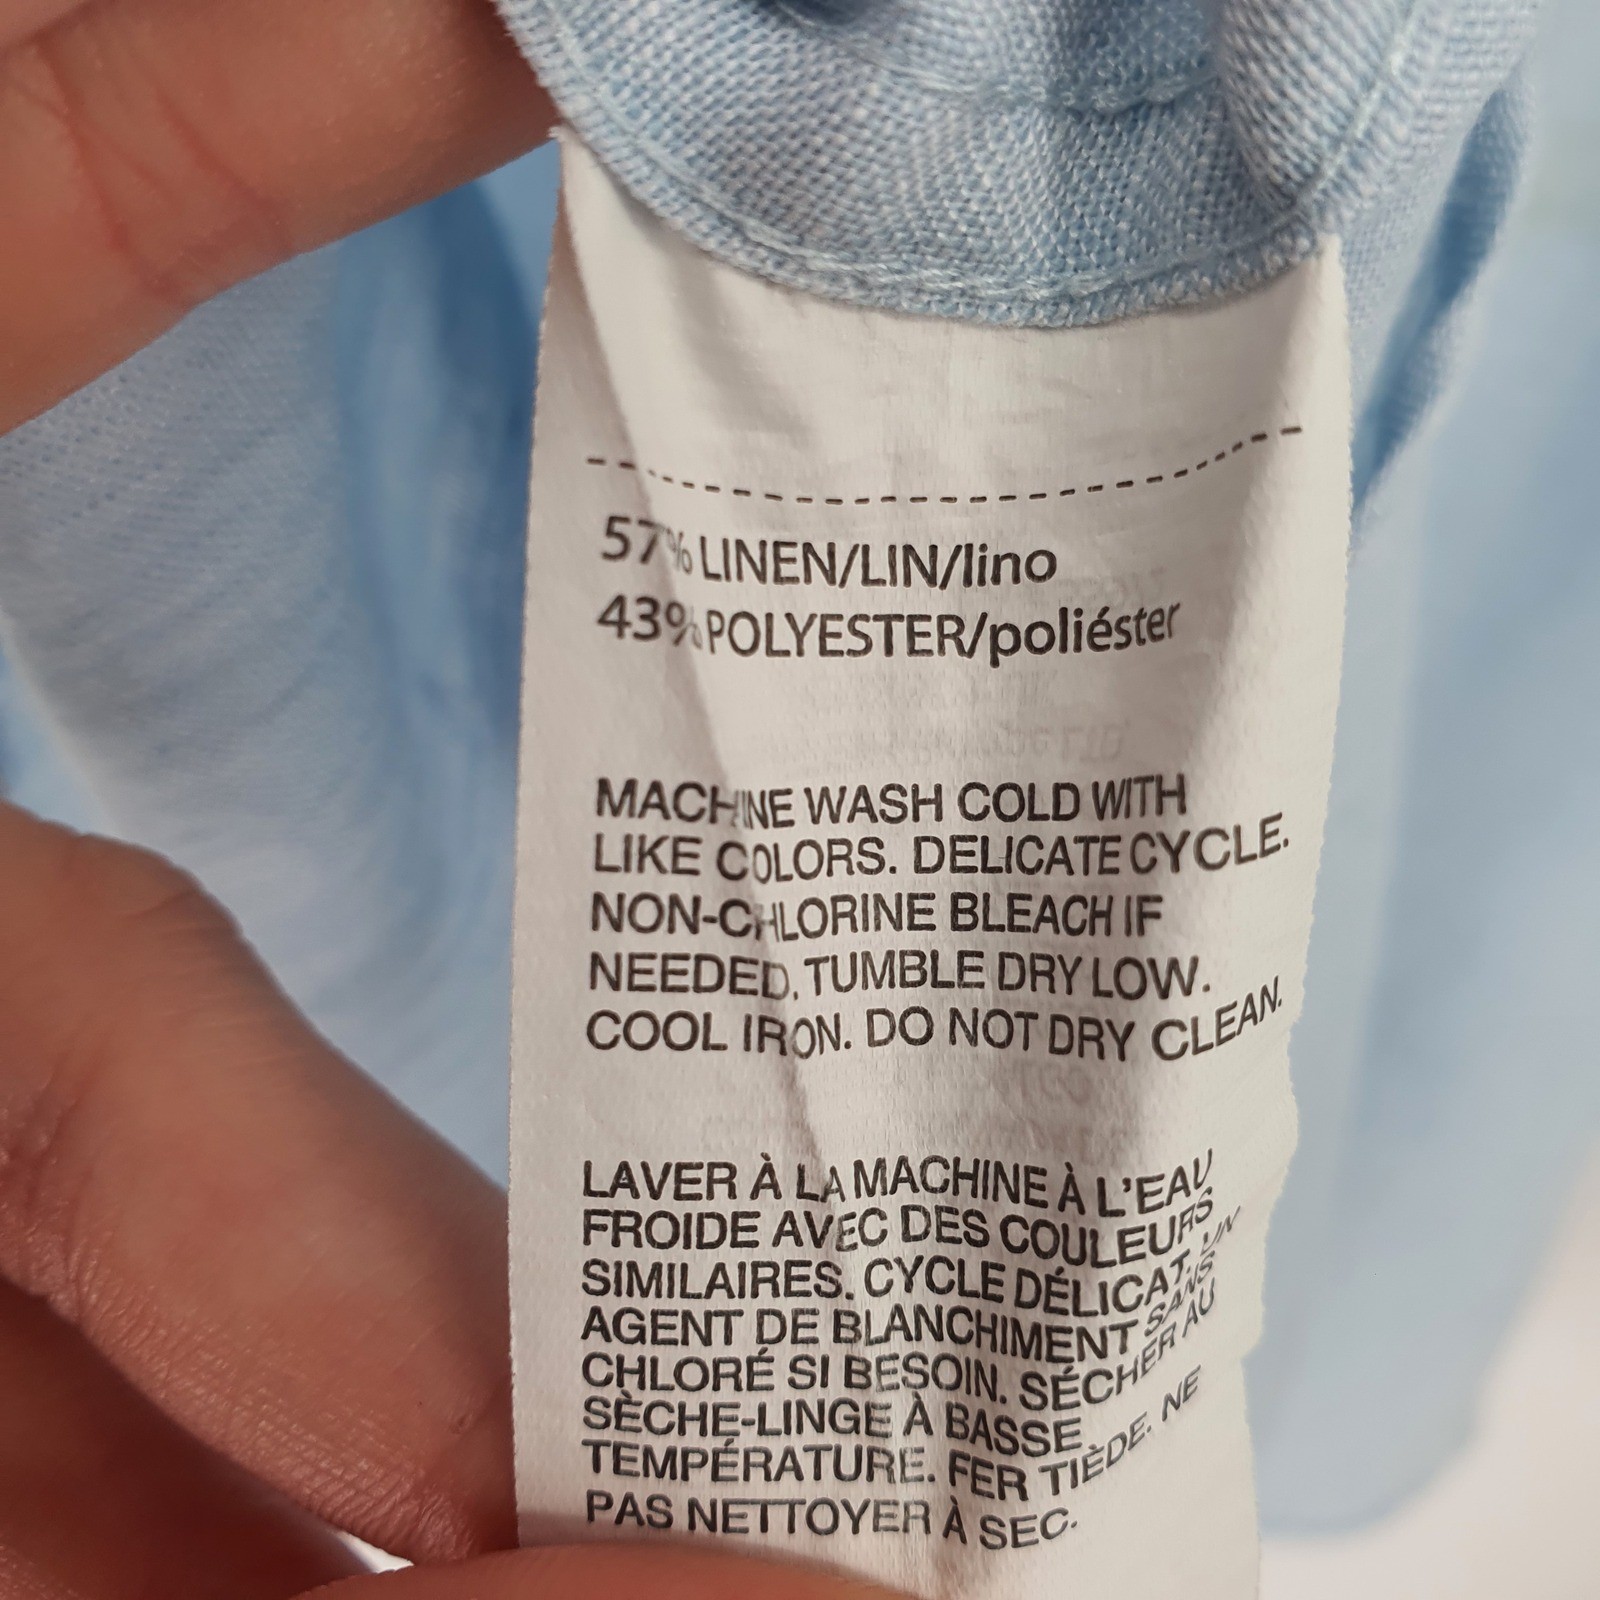 57% LINEN/LIN/lino
43% POLYESTER/poliéster
MACHINE WASH COLD WITH
LIKE COLORS. DELICATE CYCLE.
NON-CHLORINE BLEACH IF
NEEDED. TUMBLE DRY LOW.
COOL IRON. DO NOT DRY CLEAN.
LAVER À LA MACHINE À L'EAU
FROIDE AVEC DES COULEURS
SIMILAIRES. CYCLE DÉLICAT. UN
AGENT DE BLANCHIMENT SANS
CHLORÉ SI BESOIN. SÉCHER AU
SÈCHE-LINGE À BASSE
TEMPÉRATURE. FER TIÈDE. NE
PAS NETTOYER À SEC.